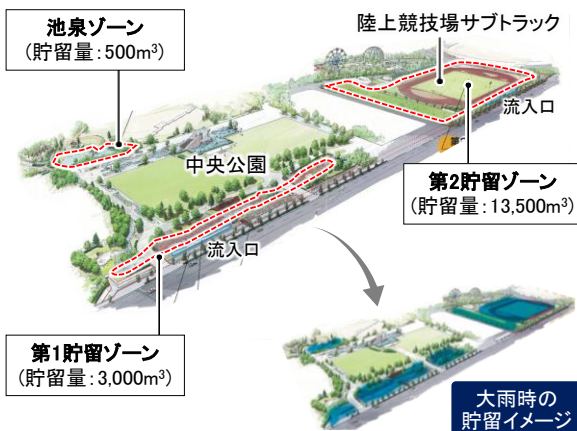 池泉ゾーン
(貯留量:500m³)
陸上競技場サブトラック
流入口
中央公園
第2貯留ゾーン
(貯留量:13,500m³)
流入口
第1貯留ゾーン
(貯留量:3,000m³)
大雨時の
貯留イメージ